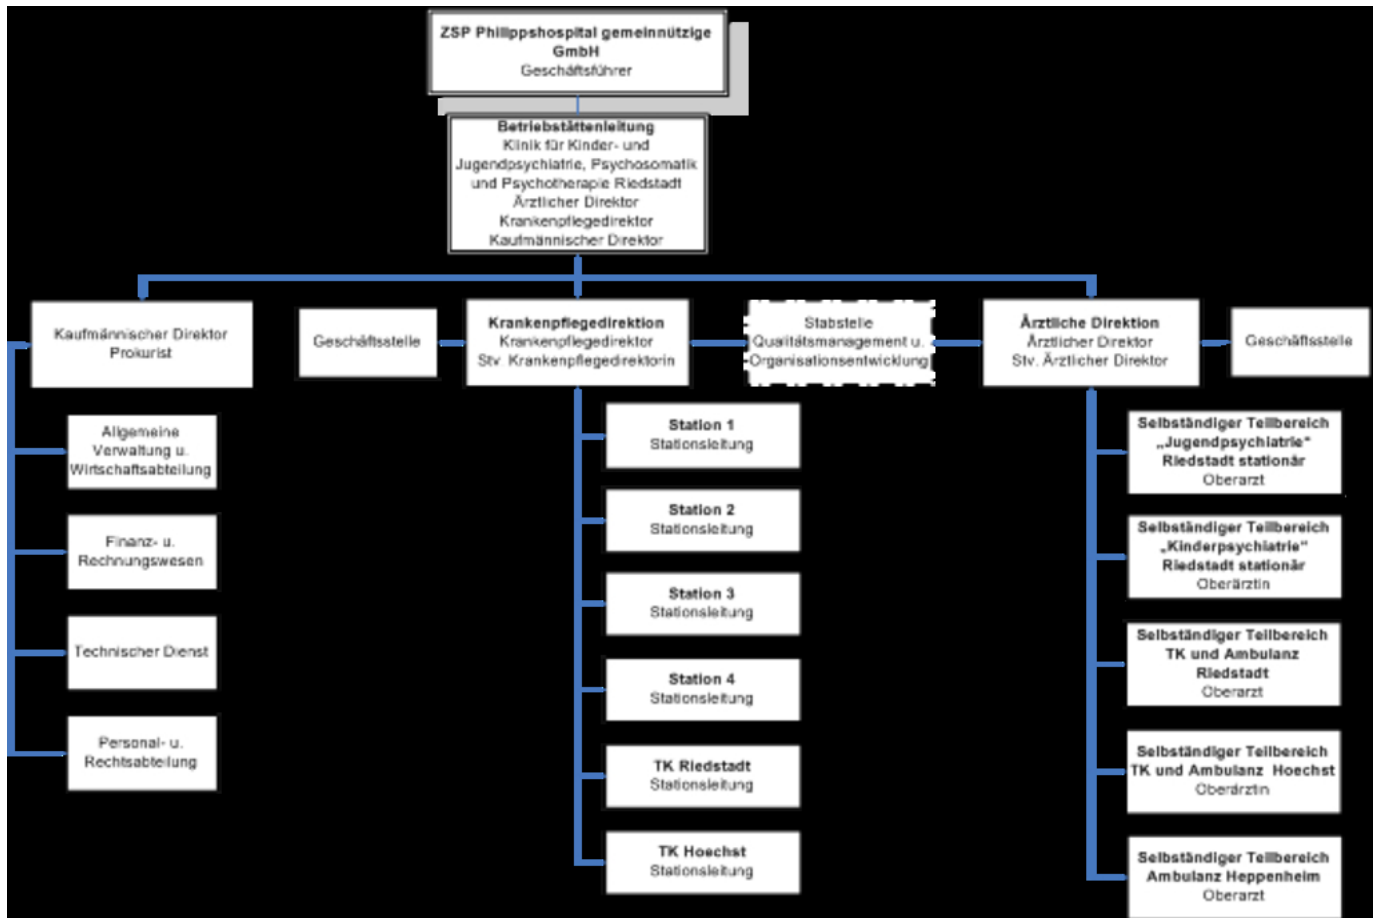 ZSP Philippshospital gemeinnützige
GmbH
Geschäftsführer
Betriebstättenleitung
Klinik für Kinder- und
Jugendpsychiatrie, Psychosomatik
und Psychotherapie Riedstadt
Ärztlicher Direktor
Krankenpflegedirektor
Kaufmännischer Direktor
Kaufmännischer Direktor
Prokurist
Geschäftsstelle
Krankenpflegedirektion
Krankenpflegedirektor
Stv. Krankenpflegedirektorin
Stabstelle
Qualitätsmanagement u.
Organisationsentwicklung
Ärztliche Direktion
Ärztlicher Direktor
Stv. Ärztlicher Direktor
Geschäftsstelle
Allgemeine
Verwaltung u.
Wirtschaftsabteilung
Finanz- u.
Rechnungswesen
Technischer Dienst
Personal- u.
Rechtsabteilung
Station 1
Stationsleitung
Station 2
Stationsleitung
Station 3
Stationsleitung
Station 4
Stationsleitung
TK Riedstadt
Stationsleitung
TK Hoechst
Stationsleitung
Selbständiger Teilbereich
„Jugendpsychiatrie“
Riedstadt stationär
Oberarzt
Selbständiger Teilbereich
„Kinderpsychiatrie“
Riedstadt stationär
Oberärztin
Selbständiger Teilbereich
TK und Ambulanz
Riedstadt
Oberarzt
Selbständiger Teilbereich
TK und Ambulanz Hoechst
Oberärztin
Selbständiger Teilbereich
Ambulanz Heppenheim
Oberarzt